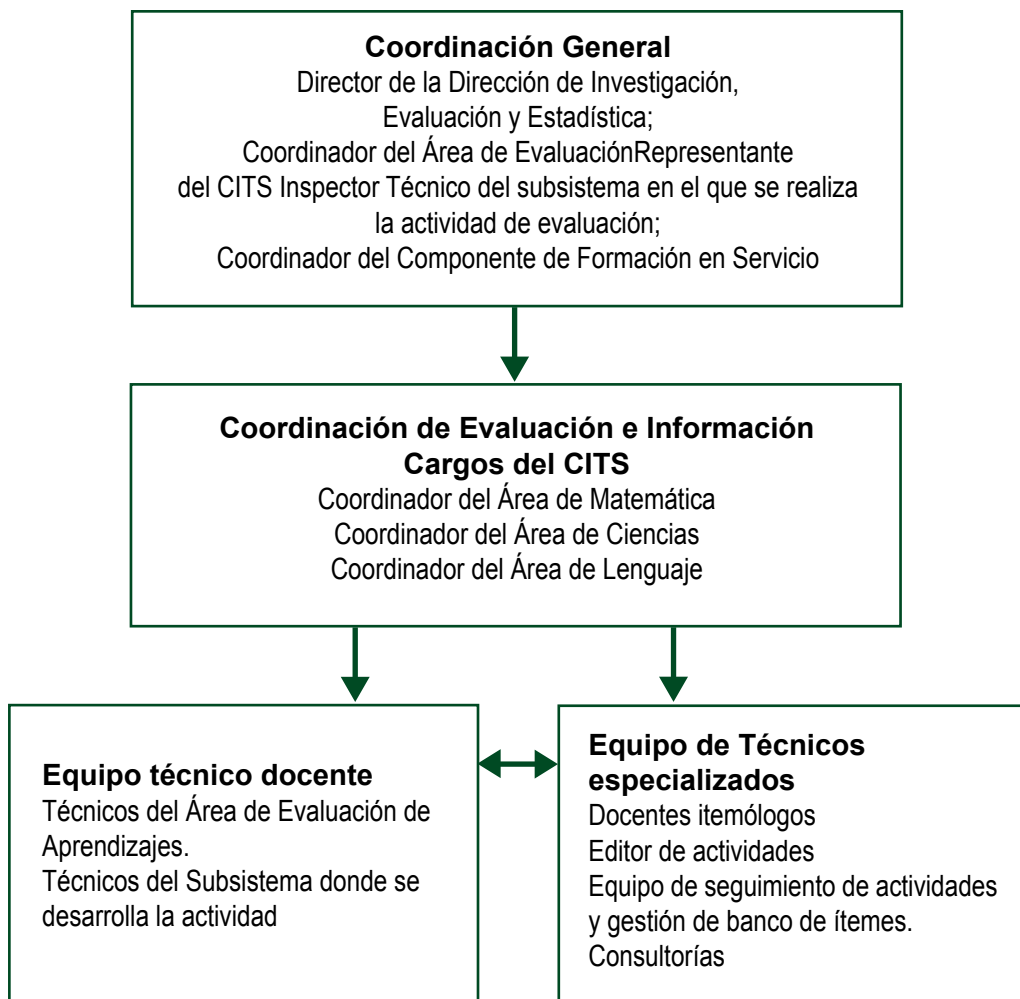 Coordinación General
Director de la Dirección de Investigación,
Evaluación y Estadística;
Coordinador del Área de EvaluaciónRepresentante
del CITS Inspector Técnico del subsistema en el que se realiza
la actividad de evaluación;
Coordinador del Componente de Formación en Servicio
Coordinación de Evaluación e Información
Cargos del CITS
Coordinador del Área de Matemática
Coordinador del Área de Ciencias
Coordinador del Área de Lenguaje
Equipo técnico docente
Técnicos del Área de Evaluación de
Aprendizajes.
Técnicos del Subsistema donde se
desarrolla la actividad
Equipo de Técnicos
especializados
Docentes itemólogos
Editor de actividades
Equipo de seguimiento de actividades
y gestión de banco de ítemes.
Consultorías